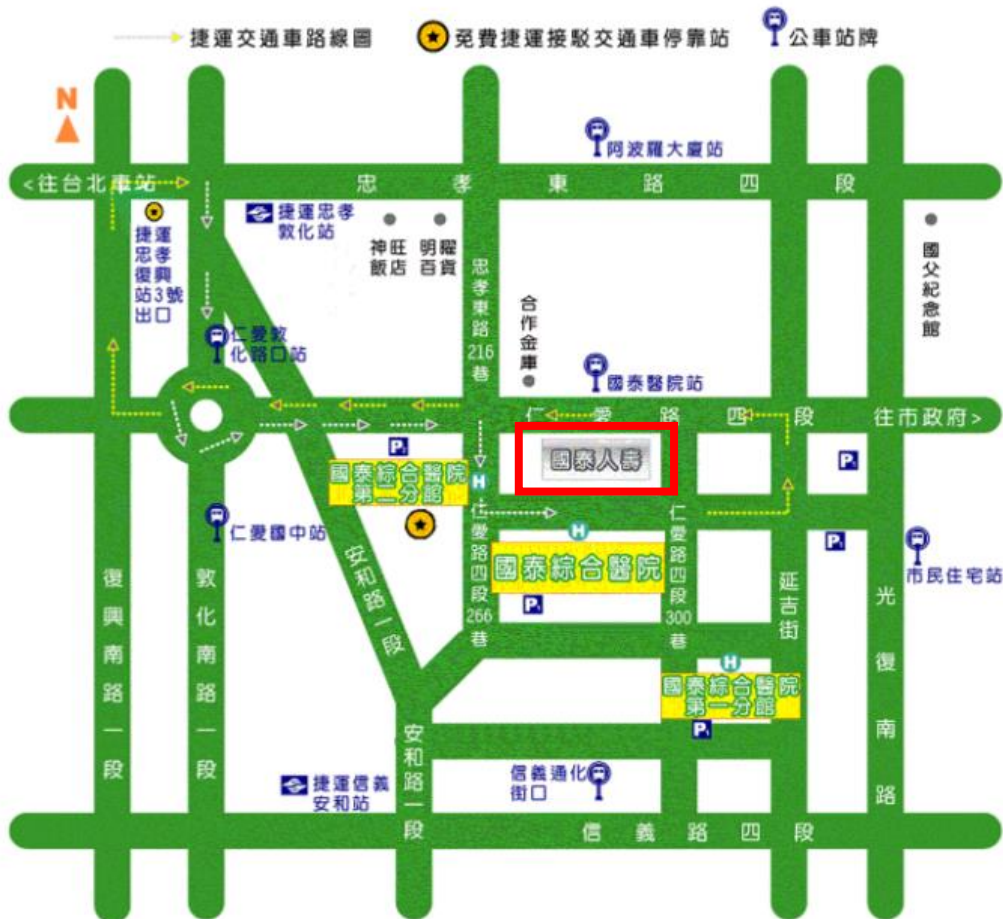 捷運交通車路線圖
免費捷運接駁交通車停靠站
公車站牌
N
阿波羅大廈站
<往台北車站
忠孝東路四段
捷運
忠孝
復興
站3號
出口
捷運忠孝
敦化站
神旺
飯店
明曜
百貨
忠孝東路216巷
合作金庫
國父紀念館
仁愛敦
化路口站
國泰醫院站
仁愛路四段
往市政府>
P
國泰人壽
P
國泰綜合醫院
第二分館
H
仁愛國中站
安和路一段
仁愛路四段266巷
H
國泰綜合醫院
P
仁愛路四段300巷
延吉街
P
市民住宅站
復興南路一段
敦化南路一段
光復南路
H
國泰綜合醫院
第一分館
P
捷運信義
安和站
安和路一段
信義通化
街口
信義路四段